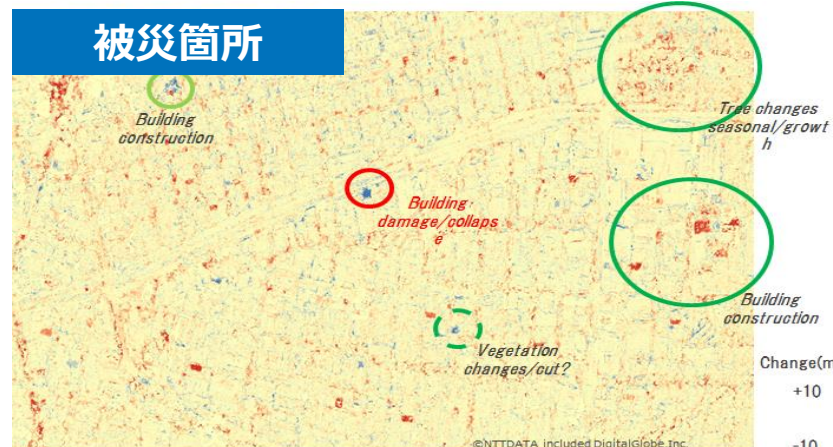 被災箇所
Building
construction
Tree changes
seasonal/growt
h
Building
damage/collaps
e
Building
construction
Vegetation
changes/cut?
Change(m
+10
-10
©NTTDATA included DigitalGlobe Inc.